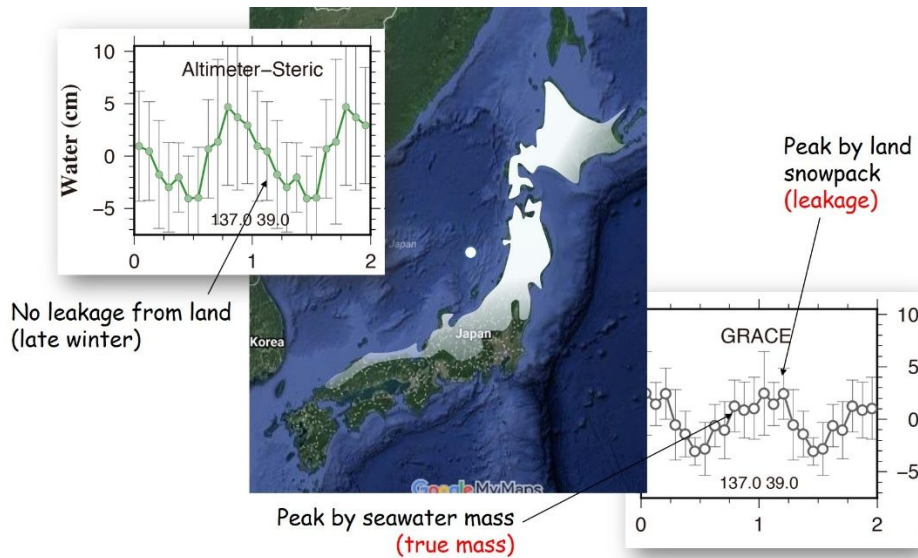 10
5
0
−5
Water (cm)
Altimeter−Steric
137.0 39.0
0
1
2
No leakage from land
(late winter)
Japan
Korea
Japan
Google My Maps
Peak by land
snowpack
(leakage)
GRACE
10
5
0
−5
137.0 39.0
0
1
2
Peak by seawater mass
(true mass)